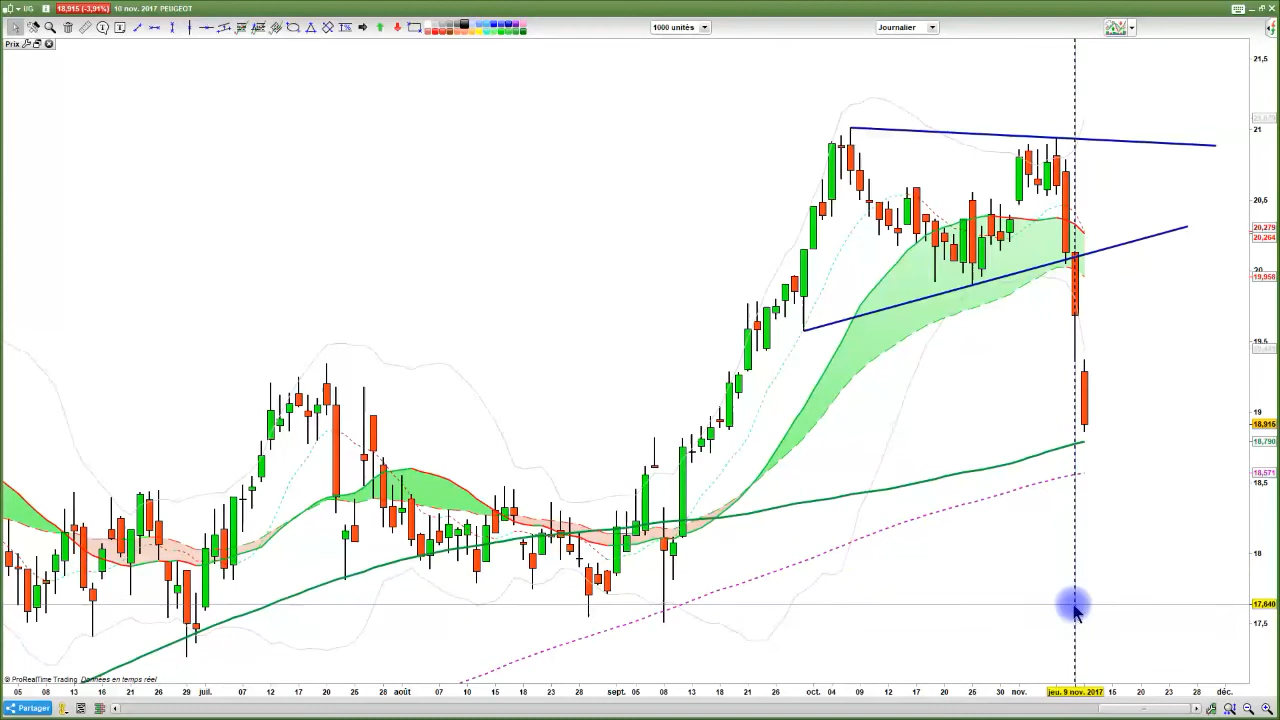 UG 18,915 (-3,91%) 10 nov. 2017 PEUGEOT
1000 unités
Journalier
Prix
21,5
21
20,5
20,279
20,264
20
19,958
19,5
19
18,915
18,790
18,571
18,5
18
17,640
17,5
© ProRealTime Trading Données en temps réel
05 08 13 16 21 26 29 juil. 07 12 17 20 25 août 07 10 15 18 23 28 sept. 05 08 13 18 21 26 oct. 04 09 12 17 20 25 30 nov. jeu. 9 nov. 2017 15 20 23 28 déc.
Partager